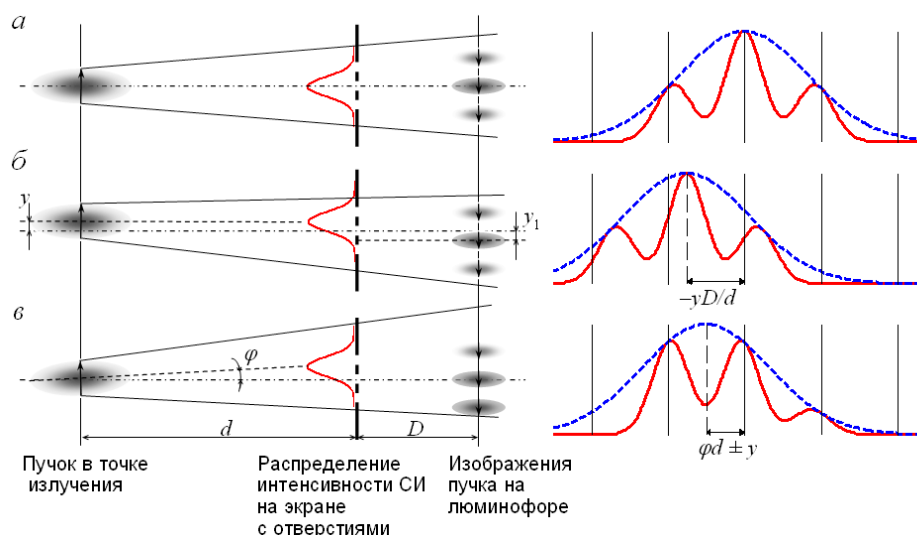 а
б
y
y1
–yD/d
в
φ
φd ± y
d
D
Пучок в точке
излучения
Распределение
интенсивности СИ
на экране
с отверстиями
Изображения
пучка на
люминофоре